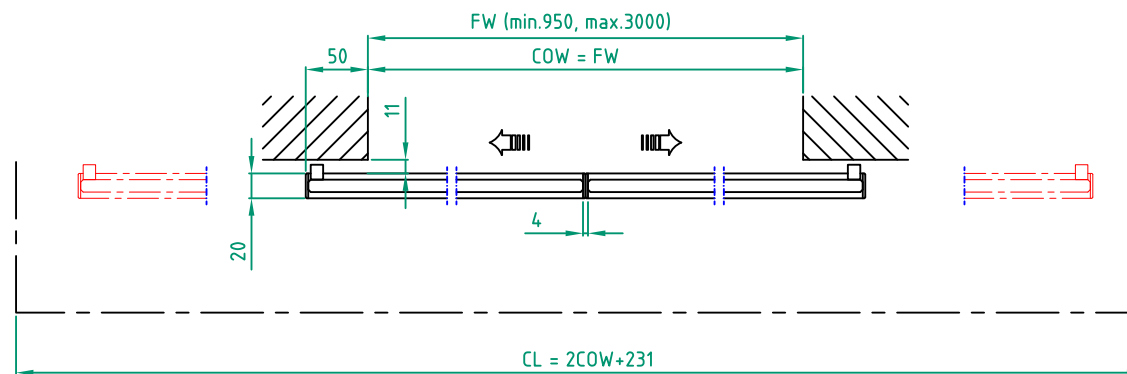 FW (min.950, max.3000)
50
COW = FW
11
4
20
CL = 2COW+231